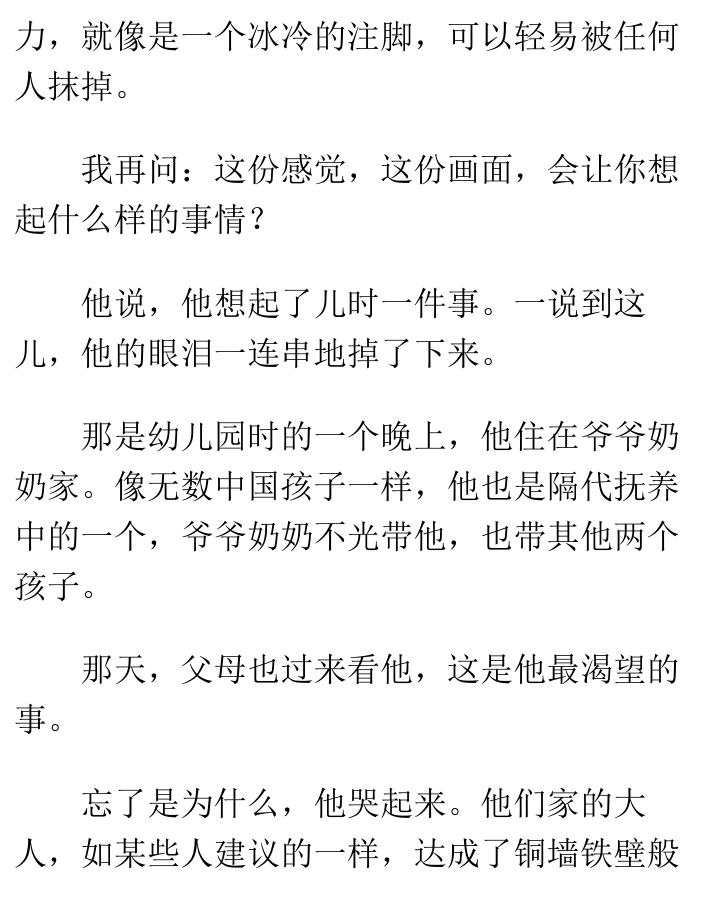 力，就像是一个冰冷的注脚，可以轻易被任何
人抹掉。
我再问：这份感觉，这份画面，会让你想
起什么样的事情？
他说，他想起了儿时一件事。一说到这
儿，他的眼泪一连串地掉了下来。
那是幼儿园时的一个晚上，他住在爷爷奶
奶家。像无数中国孩子一样，他也是隔代抚养
中的一个，爷爷奶奶不光带他，也带其他两个
孩子。
那天，父母也过来看他，这是他最渴望的
事。
忘了是为什么，他哭起来。他们家的大
人，如某些人建议的一样，达成了铜墙铁壁般